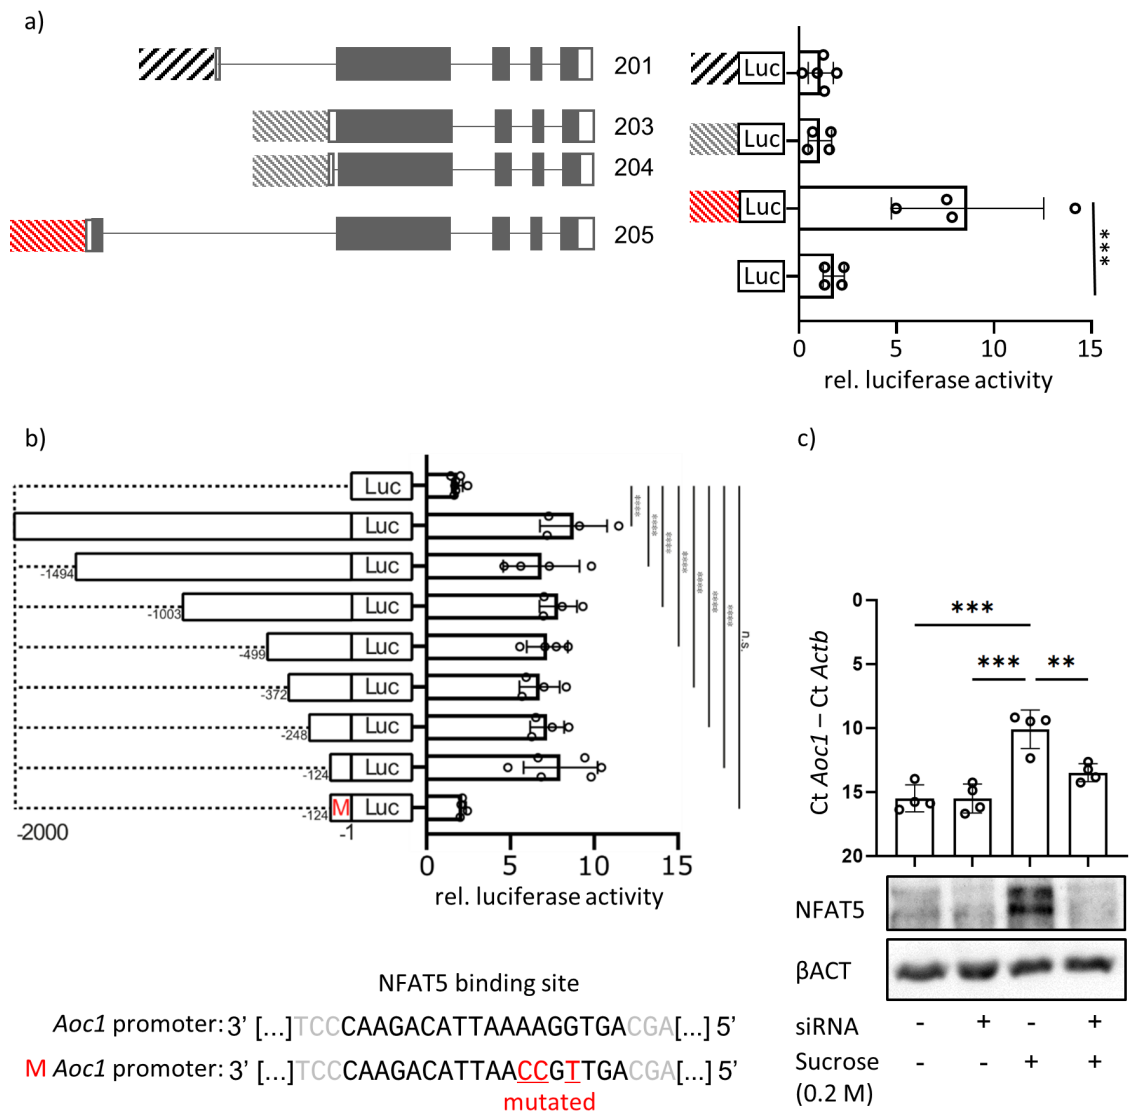 a)
201
203
204
205
Luc
Luc
Luc
Luc
***
0 5 10 15
rel. luciferase activity
b)
Luc
Luc
-1494 Luc
-1003 Luc
-499 Luc
-372 Luc
-248 Luc
-124 Luc
-124 M Luc
-2000 -1
****
****
****
****
****
****
****
n.s.
0 5 10 15
rel. luciferase activity
NFAT5 binding site
Aoc1 promoter: 3’ [...]TCCCAAGACATTAAAAGGTGACGA[...] 5’
M Aoc1 promoter: 3’ [...]TCCCAAGACATTAACCGTTGACGA[...] 5’
mutated
c)
Ct Aoc1 – Ct Actb
0
5
10
15
20
***
*** **
NFAT5
βACT
siRNA - + - +
Sucrose - - + +
(0.2 M)